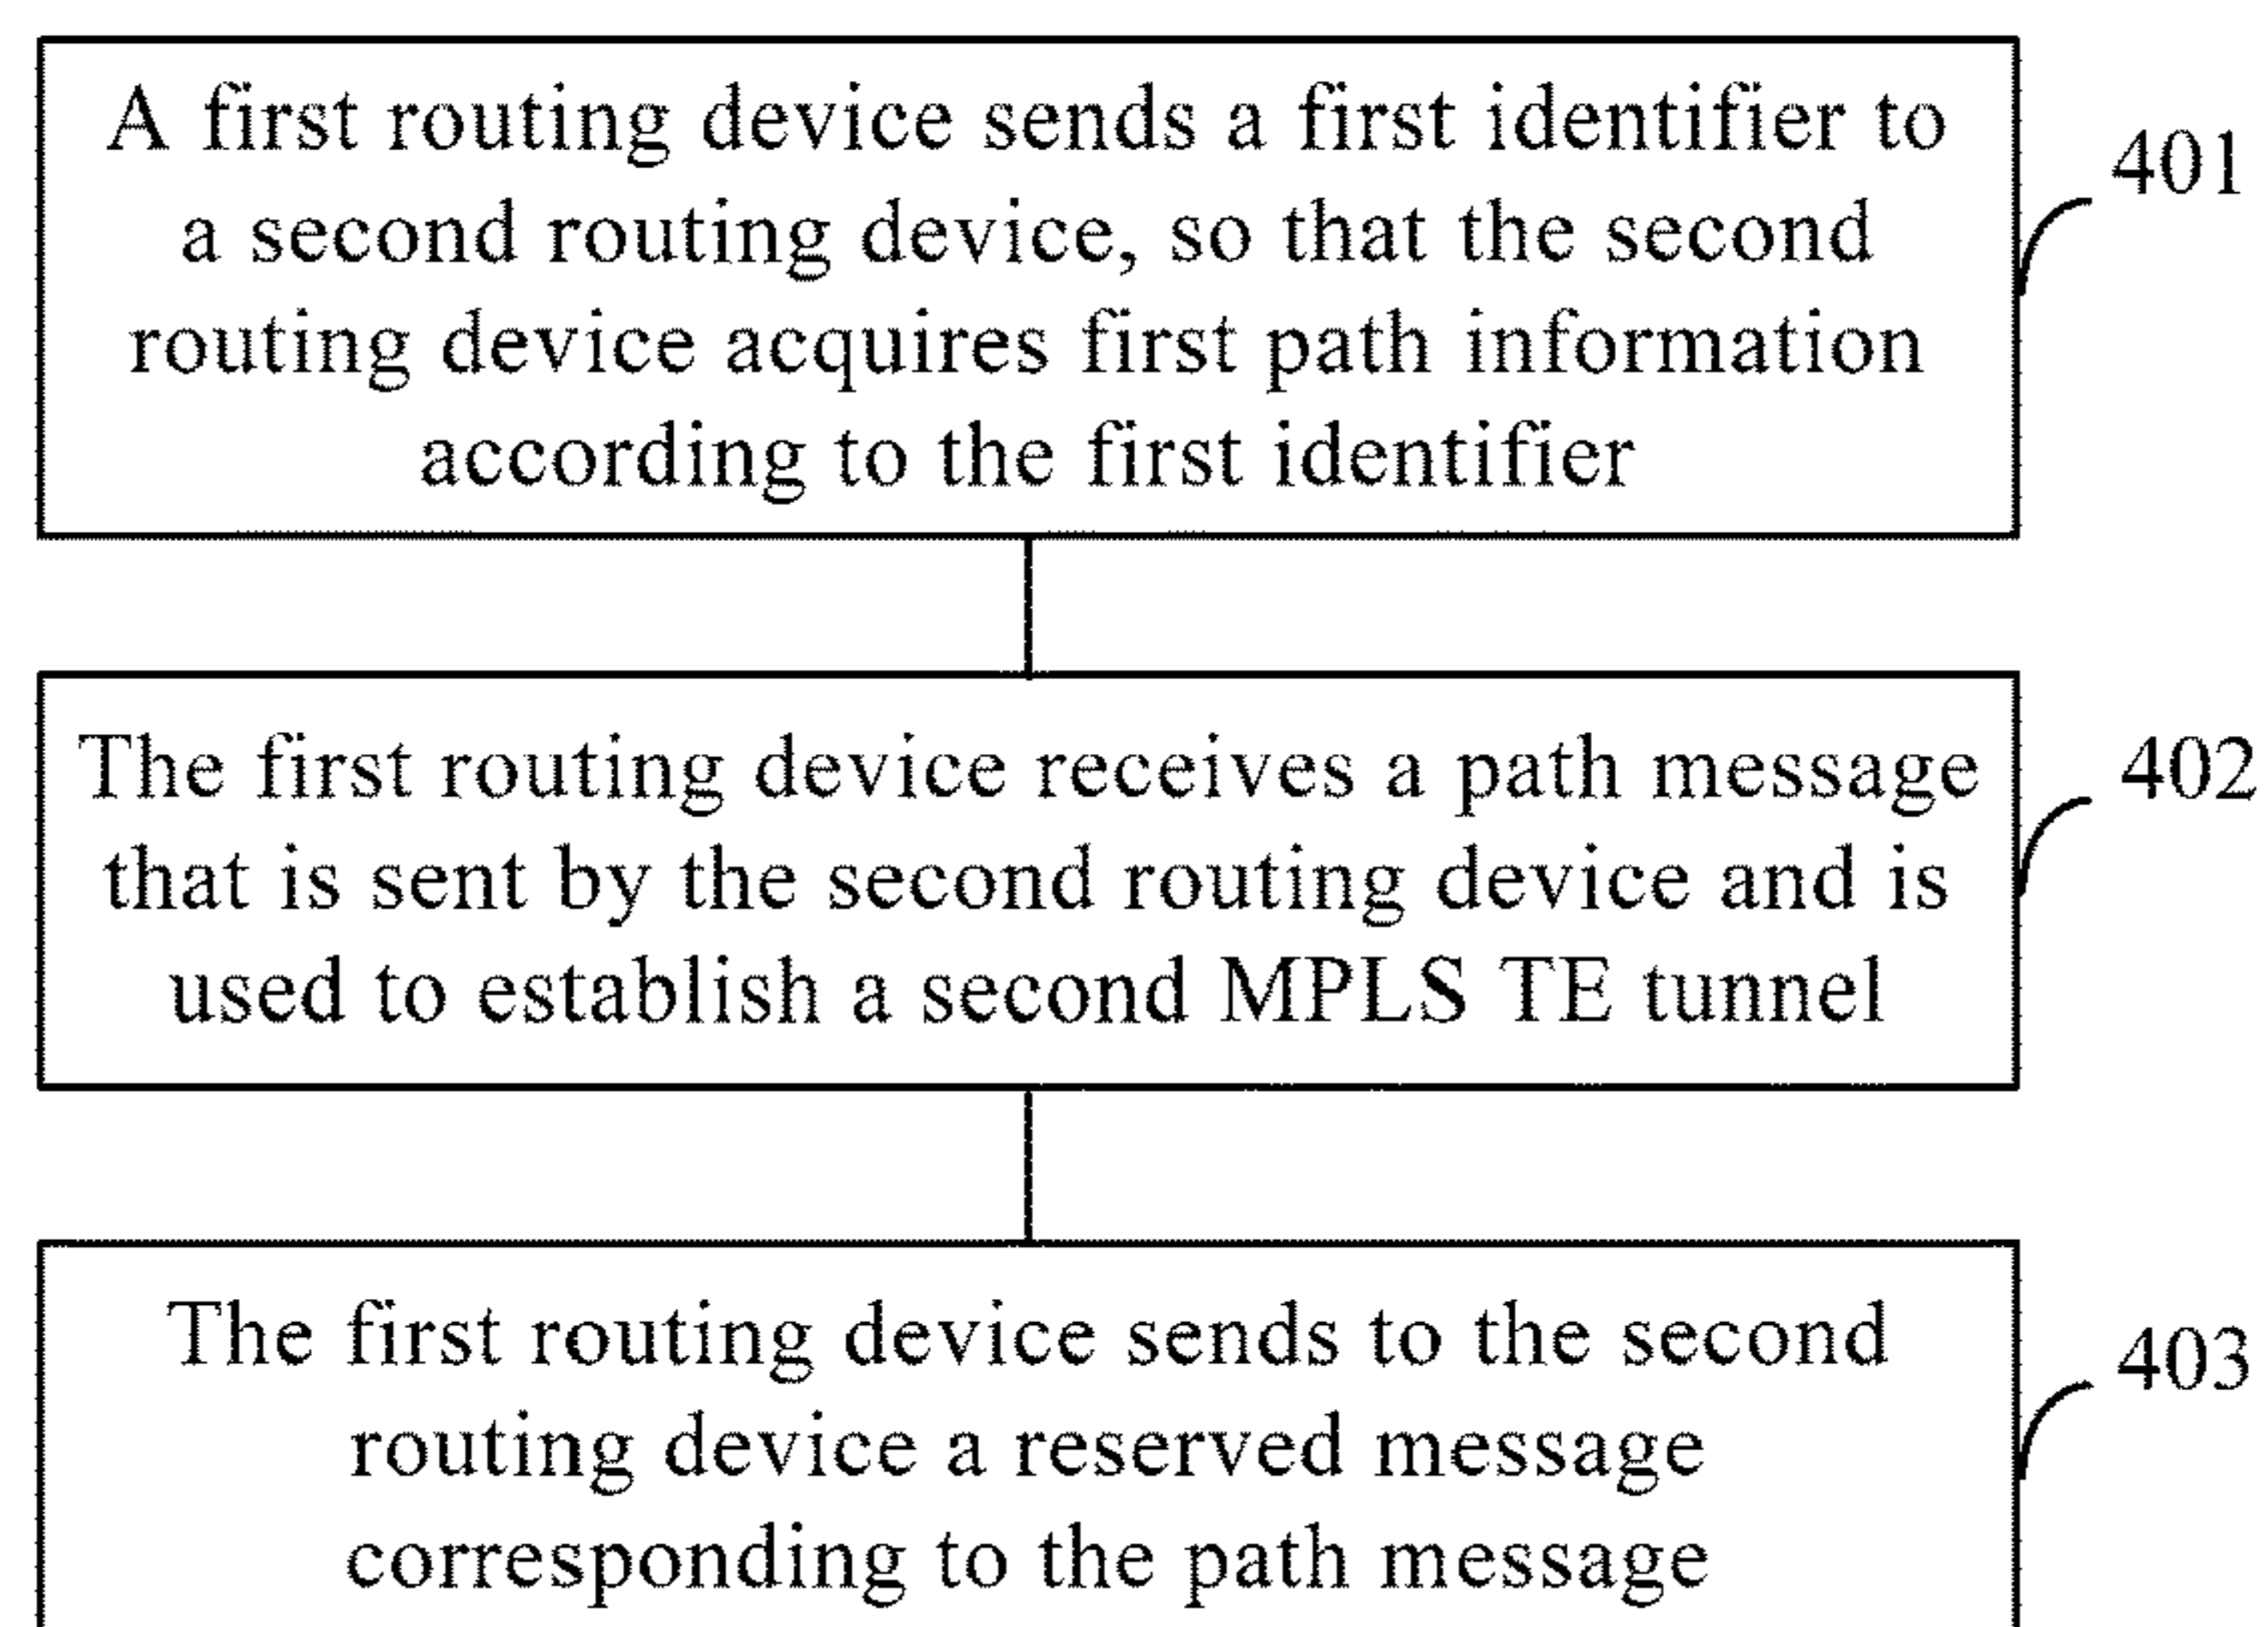 A first routing device sends a first identifier to
a second routing device, so that the second
routing device acquires first path information
according to the first identifier
401
The first routing device receives a path message
that is sent by the second routing device and is
used to establish a second MPLS TE tunnel
402
The first routing device sends to the second
routing device a reserved message
corresponding to the path message
403